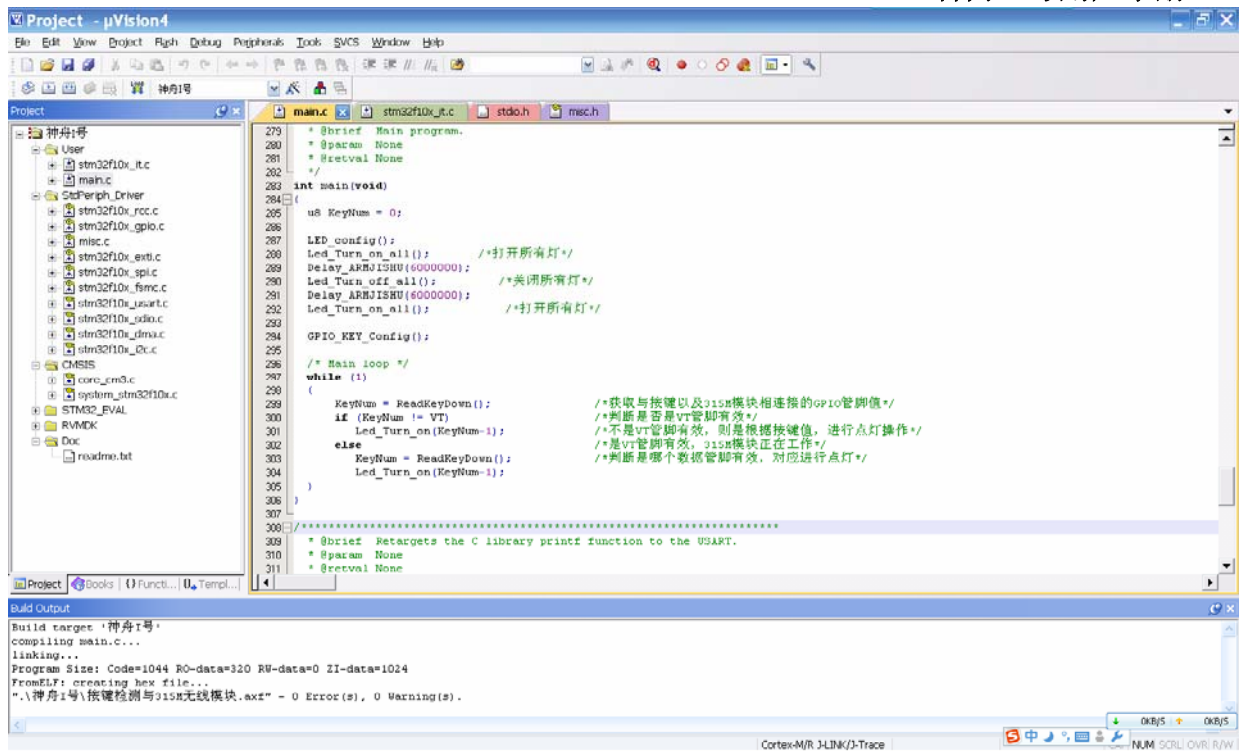 Project - μVision4
File Edit View Project Flash Debug Peripherals Tools SVCS Window Help
神舟I号
Project
main.c stm32f10x_it.c stdio.h misc.h
神舟I号
User
stm32f10x_it.c
main.c
StdPeriph_Driver
stm32f10x_rcc.c
stm32f10x_gpio.c
misc.c
stm32f10x_exti.c
stm32f10x_spi.c
stm32f10x_fsmc.c
stm32f10x_usart.c
stm32f10x_sdio.c
stm32f10x_dma.c
stm32f10x_i2c.c
CMSIS
core_cm3.c
system_stm32f10x.c
STM32_EVAL
RVMDK
Doc
readme.txt
279 * @brief Main program.
280 * @param None
281 * @retval None
282 */
283 int main(void)
284 {
285 u8 KeyNum = 0;
286
287 LED_config();
288 Led_Turn_on_all(); /*打开所有灯*/
289 Delay_ARMJISHU(6000000);
290 Led_Turn_off_all(); /*关闭所有灯*/
291 Delay_ARMJISHU(6000000);
292 Led_Turn_on_all(); /*打开所有灯*/
293
294 GPIO_KEY_Config();
295
296 /* Main loop */
297 while (1)
298 {
299 KeyNum = ReadKeyDown(); /*获取与按键以及315M模块相连接的GPIO管脚值*/
300 if (KeyNum != VT) /*判断是否是VT管脚有效*/
301 Led_Turn_on(KeyNum-1); /*不是VT管脚有效，则是根据按键值，进行点灯操作*/
302 else /*是VT管脚有效，315M模块正在工作*/
303 KeyNum = ReadKeyDown(); /*判断是哪个数据管脚有效，对应进行点灯*/
304 Led_Turn_on(KeyNum-1);
305 }
306 }
307
308 /***********************************************************************
309 * @brief Retargets the C library printf function to the USART.
310 * @param None
311 * @retval None
Project Books {} Functi... Templ...
Build Output
Build target '神舟I号'
compiling main.c...
linking...
Program Size: Code=1044 RO-data=320 RW-data=0 ZI-data=1024
FromELF: creating hex file...
".\神舟I号\按键检测与315M无线模块.axf" - 0 Error(s), 0 Warning(s).
0KB/S 0KB/S
Cortex-M/R J-LINK/J-Trace 中 NUM SCRL OVR R/W